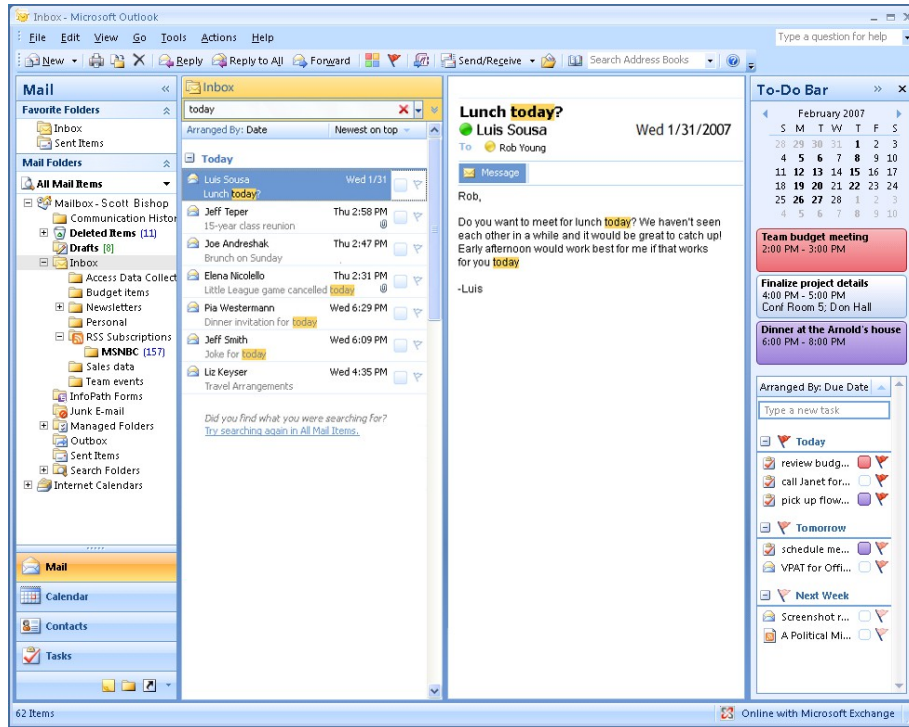 Inbox - Microsoft Outlook
File Edit View Go Tools Actions Help
Type a question for help
New Reply Reply to All Forward Send/Receive Search Address Books
Mail
Favorite Folders
Inbox
Sent Items
Mail Folders
All Mail Items
Mailbox - Scott Bishop
Communication Histor
Deleted Items (11)
Drafts [8]
Inbox
Access Data Collect
Budget items
Newsletters
Personal
RSS Subscriptions
MSNBC (157)
Sales data
Team events
InfoPath Forms
Junk E-mail
Managed Folders
Outbox
Sent Items
Search Folders
Internet Calendars
Mail
Calendar
Contacts
Tasks
Inbox
today
Arranged By: Date Newest on top
Today
Luis Sousa Wed 1/31
Lunch today?
Jeff Teper Thu 2:58 PM
15-year class reunion
Joe Andreshak Thu 2:47 PM
Brunch on Sunday
Elena Nicolello Thu 2:31 PM
Little League game cancelled today
Pia Westermann Wed 6:29 PM
Dinner invitation for today
Jeff Smith Wed 6:09 PM
Joke for today
Liz Keyser Wed 4:35 PM
Travel Arrangements
Did you find what you were searching for?
Try searching again in All Mail Items.
Lunch today?
Luis Sousa Wed 1/31/2007
To Rob Young
Message
Rob,
Do you want to meet for lunch today? We haven't seen
each other in a while and it would be great to catch up!
Early afternoon would work best for me if that works
for you today
-Luis
To-Do Bar
February 2007
S M T W T F S
28 29 30 31 1 2 3
4 5 6 7 8 9 10
11 12 13 14 15 16 17
18 19 20 21 22 23 24
25 26 27 28 1 2 3
4 5 6 7 8 9 10
Team budget meeting
2:00 PM - 3:00 PM
Finalize project details
4:00 PM - 5:00 PM
Conf Room 5; Don Hall
Dinner at the Arnold's house
6:00 PM - 8:00 PM
Arranged By: Due Date
Type a new task
Today
review budg...
call Janet for...
pick up flow...
Tomorrow
schedule me...
VPAT for Offi...
Next Week
Screenshot r...
A Political Mi...
62 Items
Online with Microsoft Exchange